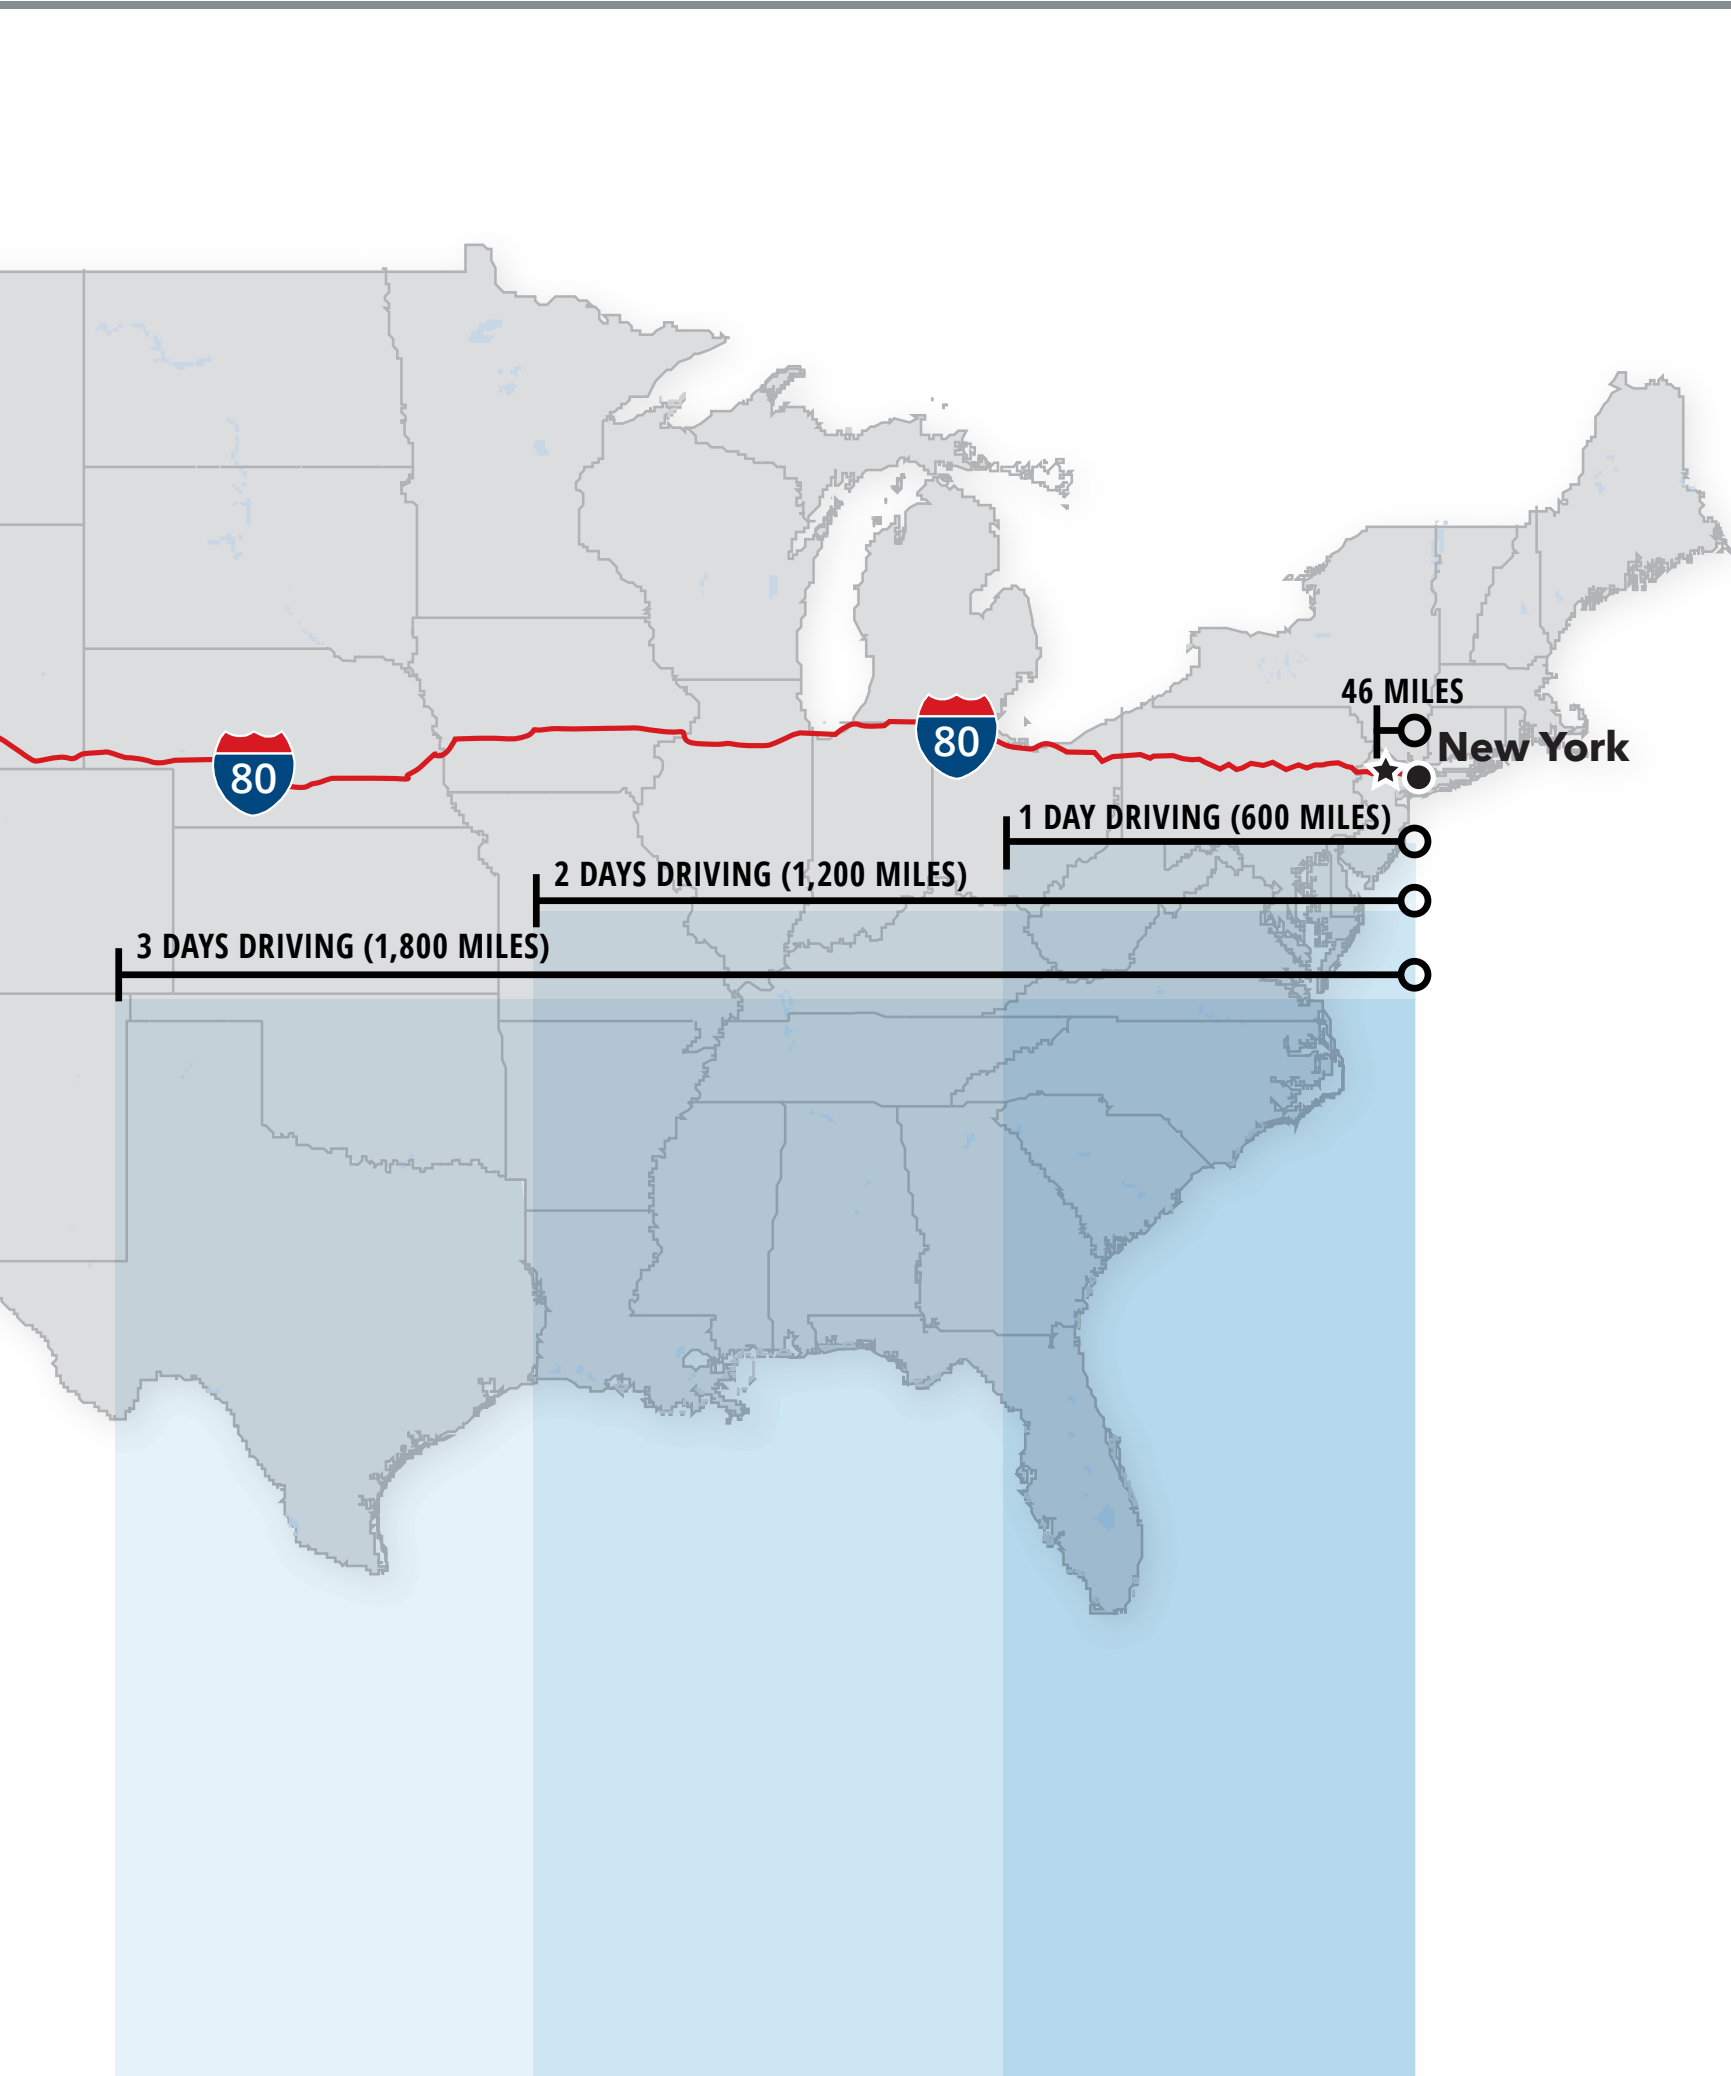 46 MILES
New York
80
80
1 DAY DRIVING (600 MILES)
2 DAYS DRIVING (1,200 MILES)
3 DAYS DRIVING (1,800 MILES)